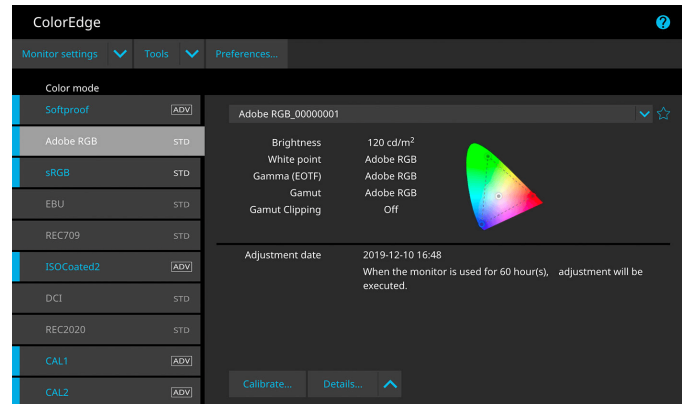 ColorEdge
?
Monitor settings Tools Preferences...
Color mode
Softproof ADV
Adobe RGB STD
sRGB STD
EBU STD
REC709 STD
ISOCoated2 ADV
DCI STD
REC2020 STD
CAL1 ADV
CAL2 ADV
Adobe RGB_00000001
Brightness 120 cd/m²
White point Adobe RGB
Gamma (EOTF) Adobe RGB
Gamut Adobe RGB
Gamut Clipping Off
Adjustment date 2019-12-10 16:48
When the monitor is used for 60 hour(s), adjustment will be
executed.
Calibrate... Details...